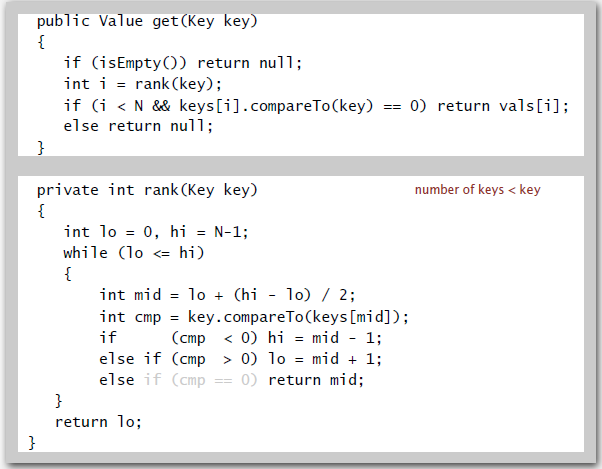 public Value get(Key key)
{
   if (isEmpty()) return null;
   int i = rank(key);
   if (i < N && keys[i].compareTo(key) == 0) return vals[i];
   else return null;
}
private int rank(Key key)          number of keys < key
{
   int lo = 0, hi = N-1;
   while (lo <= hi)
   {
       int mid = lo + (hi - lo) / 2;
       int cmp = key.compareTo(keys[mid]);
       if      (cmp  < 0) hi = mid - 1;
       else if (cmp  > 0) lo = mid + 1;
       else if (cmp == 0) return mid;
  }
  return lo;
}